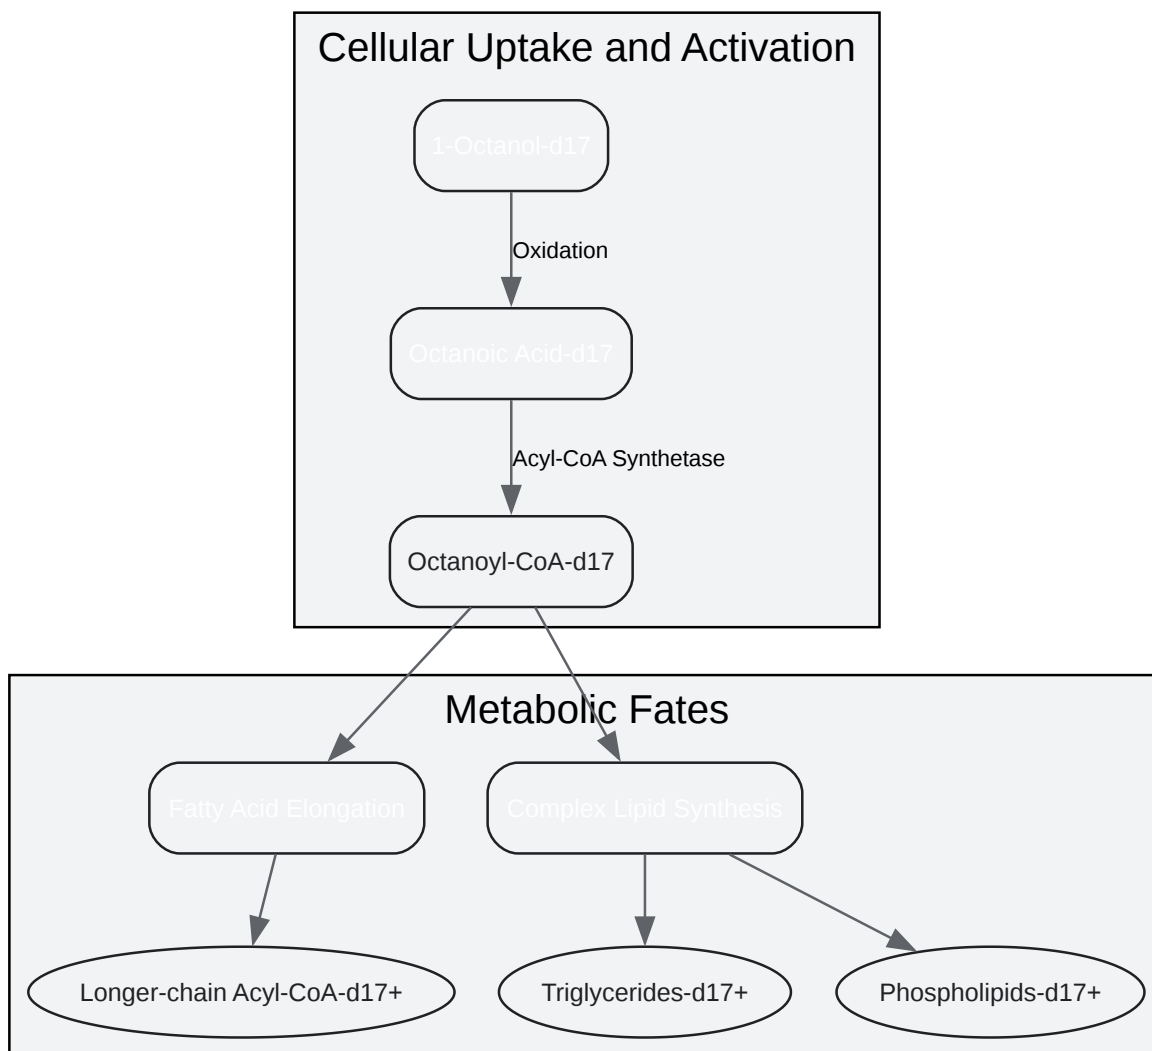 Cellular Uptake and Activation
1-Octanol-d17
Oxidation
Octanoic Acid-d17
Acyl-CoA Synthetase
Octanoyl-CoA-d17
Metabolic Fates
Fatty Acid Elongation
Complex Lipid Synthesis
Longer-chain Acyl-CoA-d17+
Triglycerides-d17+
Phospholipids-d17+